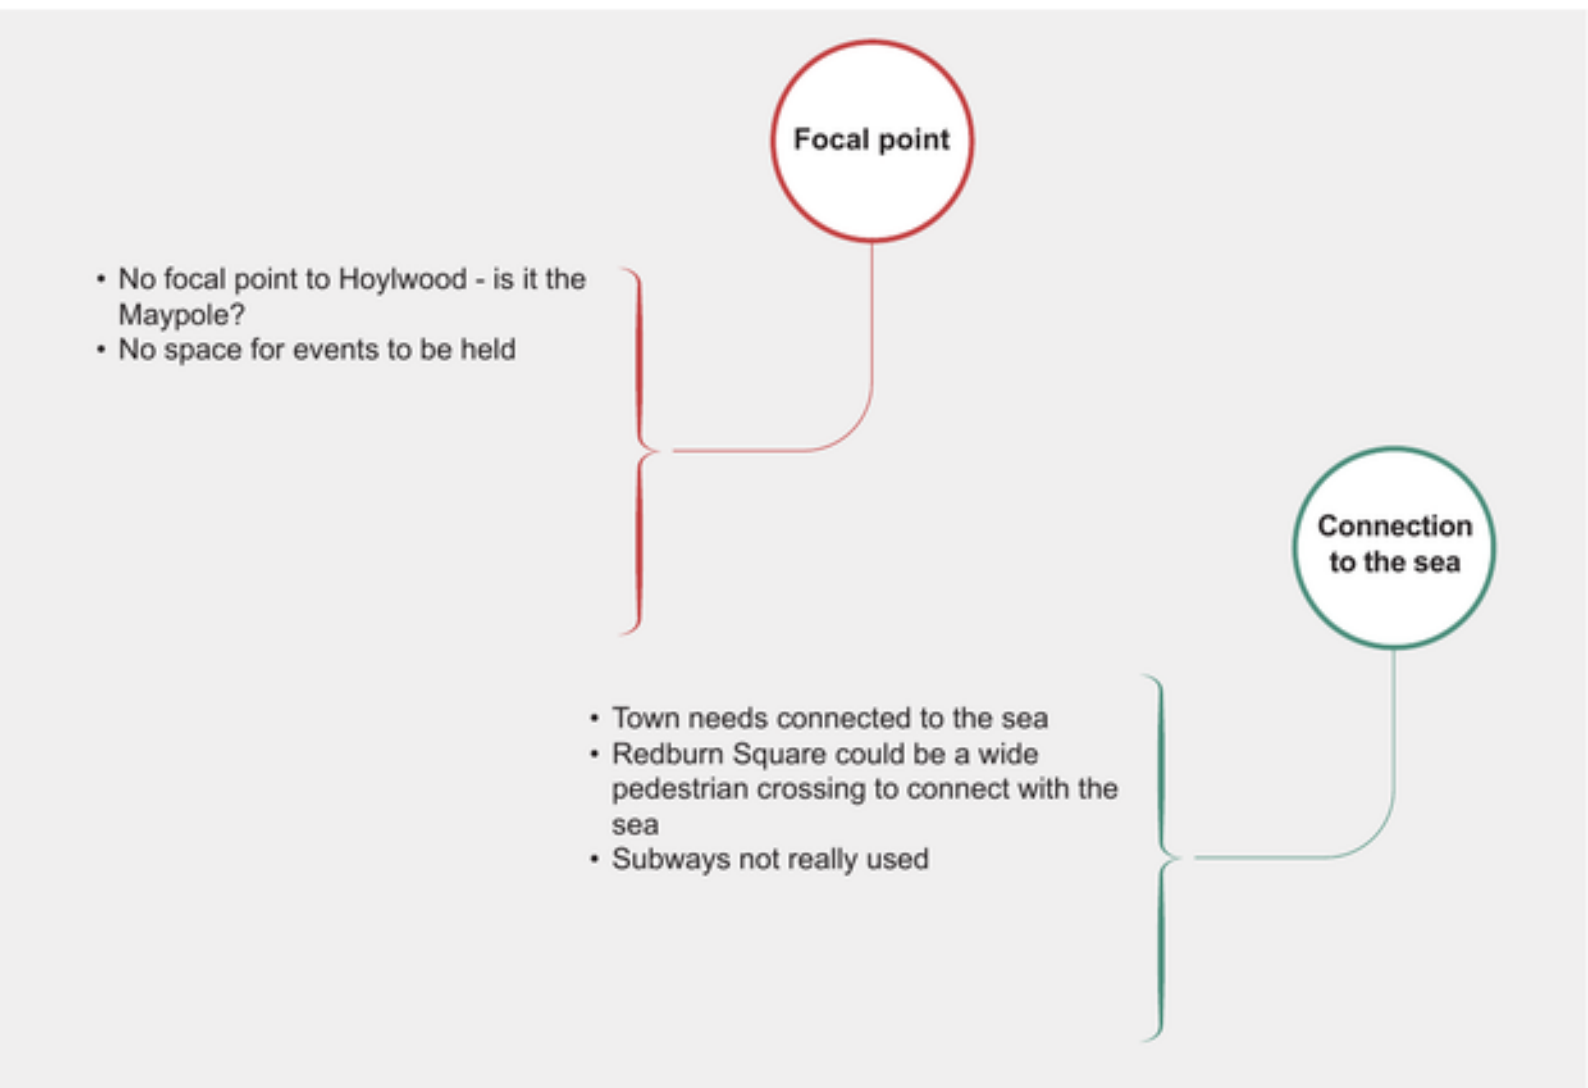 Focal point
• No focal point to Hoylwood - is it the
Maypole?
• No space for events to be held
Connection
to the sea
• Town needs connected to the sea
• Redburn Square could be a wide
pedestrian crossing to connect with the
sea
• Subways not really used